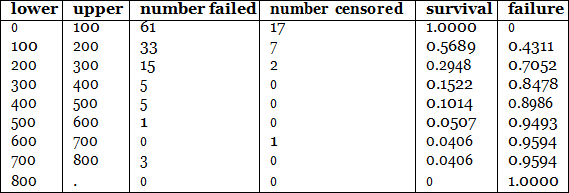 lower upper number failed number censored survival failure
0 100 61 17 1.0000 0
100 200 33 7 0.5689 0.4311
200 300 15 2 0.2948 0.7052
300 400 5 0 0.1522 0.8478
400 500 5 0 0.1014 0.8986
500 600 1 0 0.0507 0.9493
600 700 0 1 0.0406 0.9594
700 800 3 0 0.0406 0.9594
800 . 0 0 0 1.0000